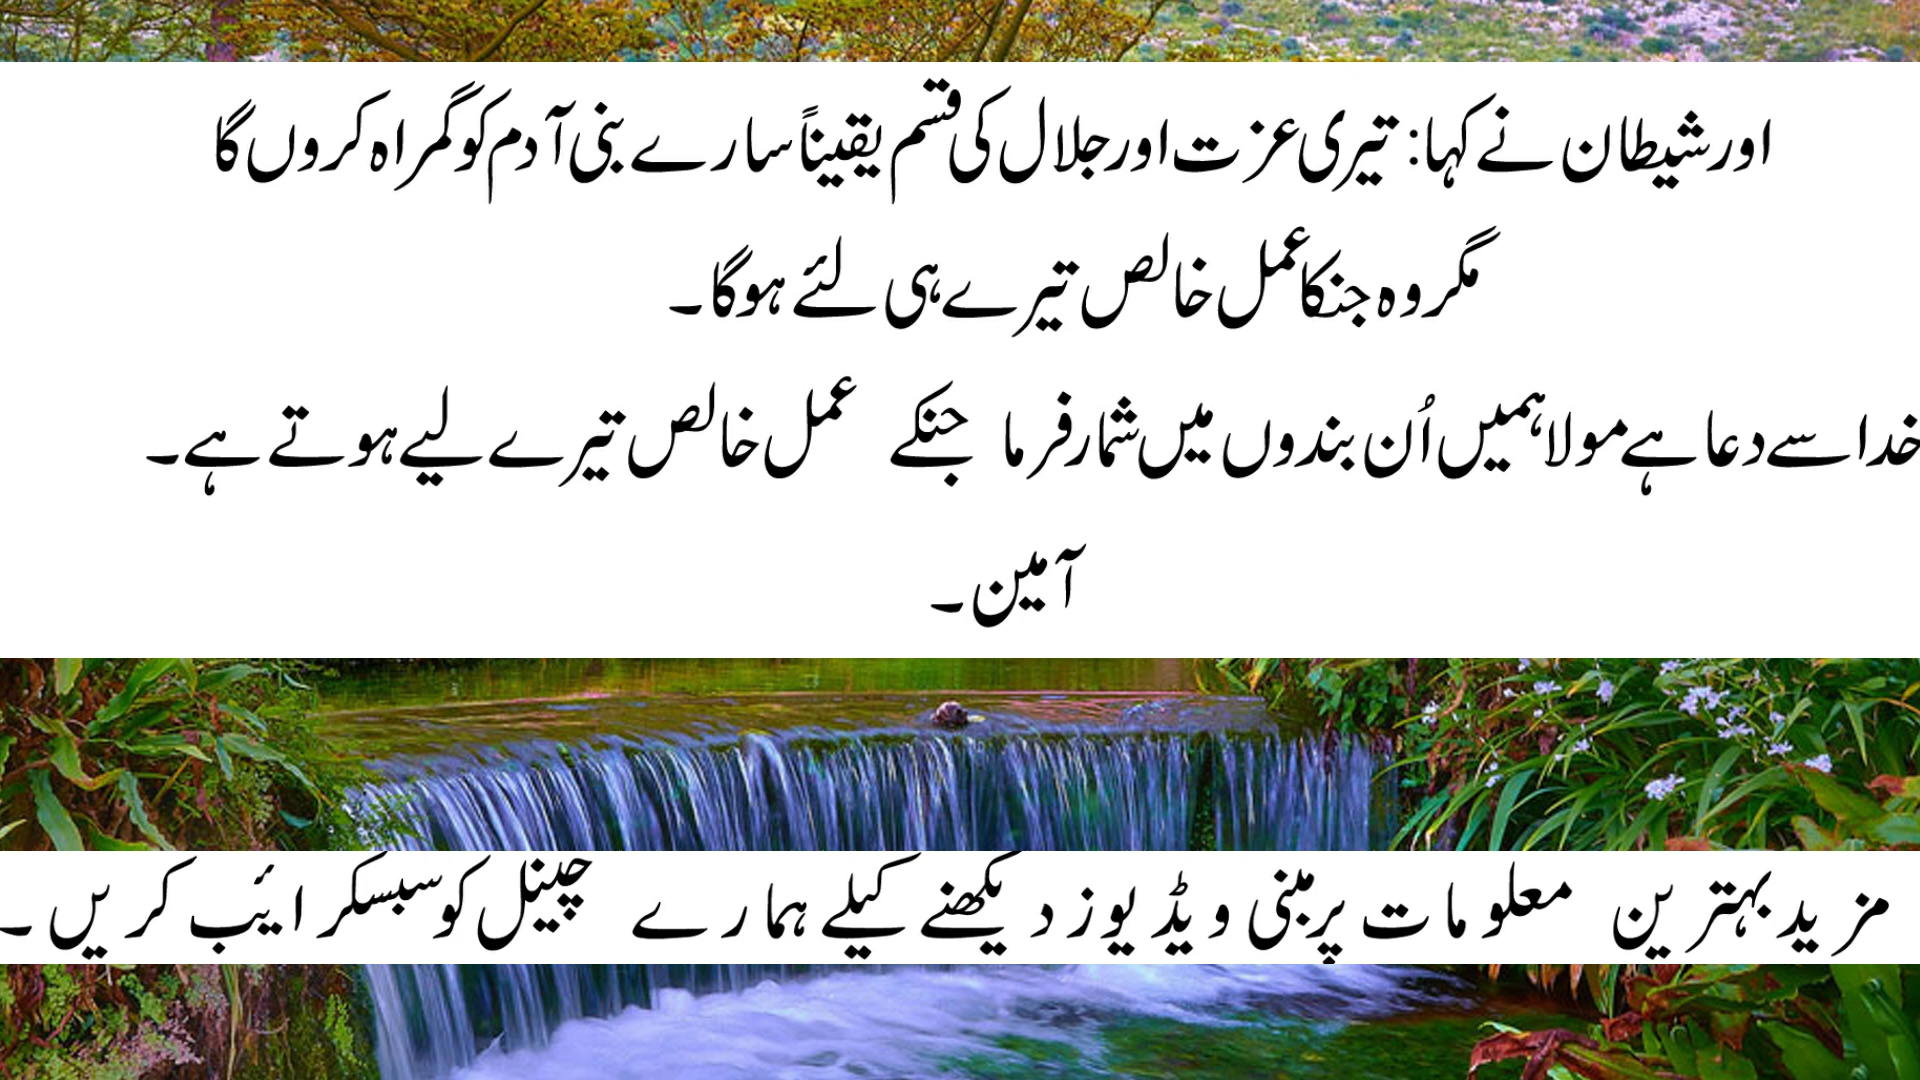 اور شیطان نے کہا: تیری عزت اور جلال کی قسم یقیناً سارے بنی آدم کو گمراہ کروں گا
مگر وہ جنکا عمل خالص تیرے ہی لئے ہوگا۔
خدا سے دعا ہے مولا ہمیں اُن بندوں میں شمار فرما جنکے عمل خالص تیرے لیے ہوتے ہے۔
آمین۔
مزید بہترین معلومات پر مبنی ویڈیوز دیکھنے کیلے ہمارے چینل کو سبسکرائب کریں۔